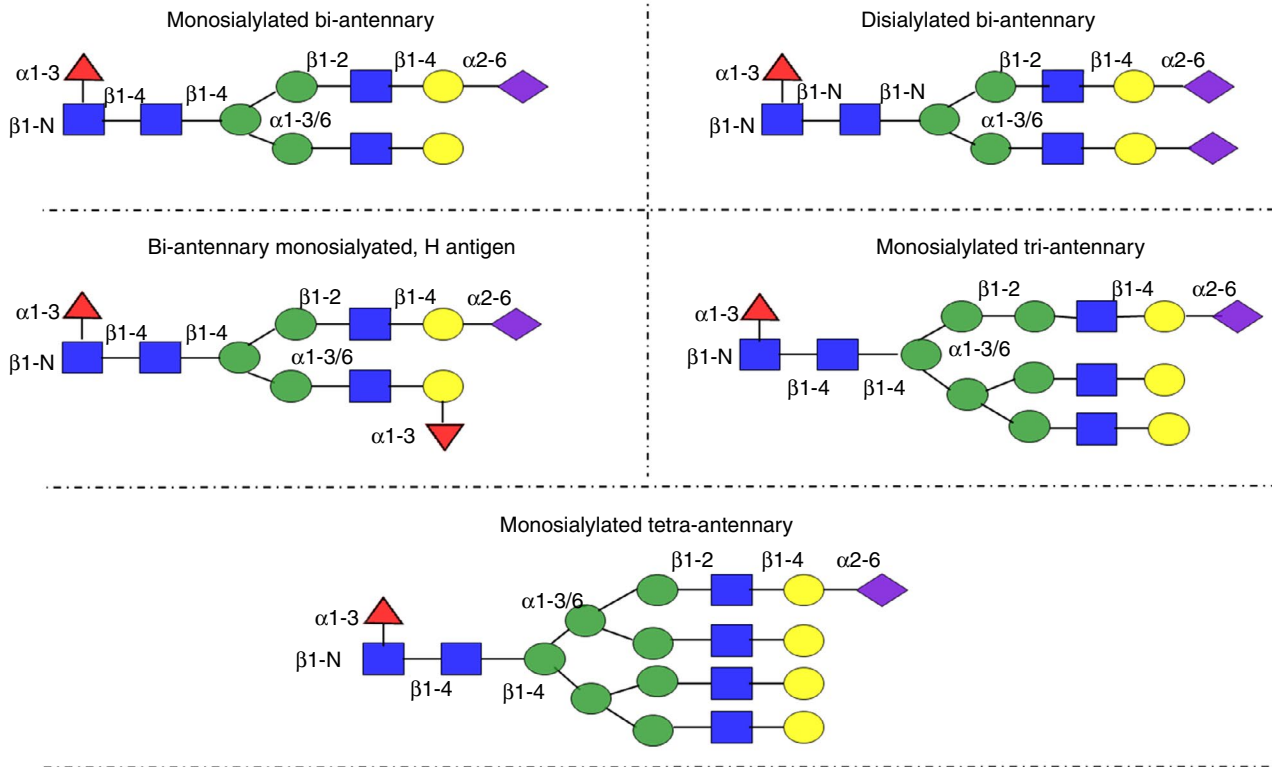 Monosialylated bi-antennary
β1-2 β1-4 α2-6
α1-3
β1-4 β1-4
β1-N α1-3/6
Disialylated bi-antennary
β1-2 β1-4 α2-6
α1-3
β1-N β1-N
β1-N α1-3/6
Bi-antennary monosialyated, H antigen
β1-2 β1-4 α2-6
α1-3
β1-4 β1-4
β1-N α1-3/6
α1-3
Monosialylated tri-antennary
β1-2 β1-4 α2-6
α1-3
β1-N α1-3/6
β1-4 β1-4
Monosialylated tetra-antennary
β1-2 β1-4 α2-6
α1-3 α1-3/6
β1-N
β1-4 β1-4